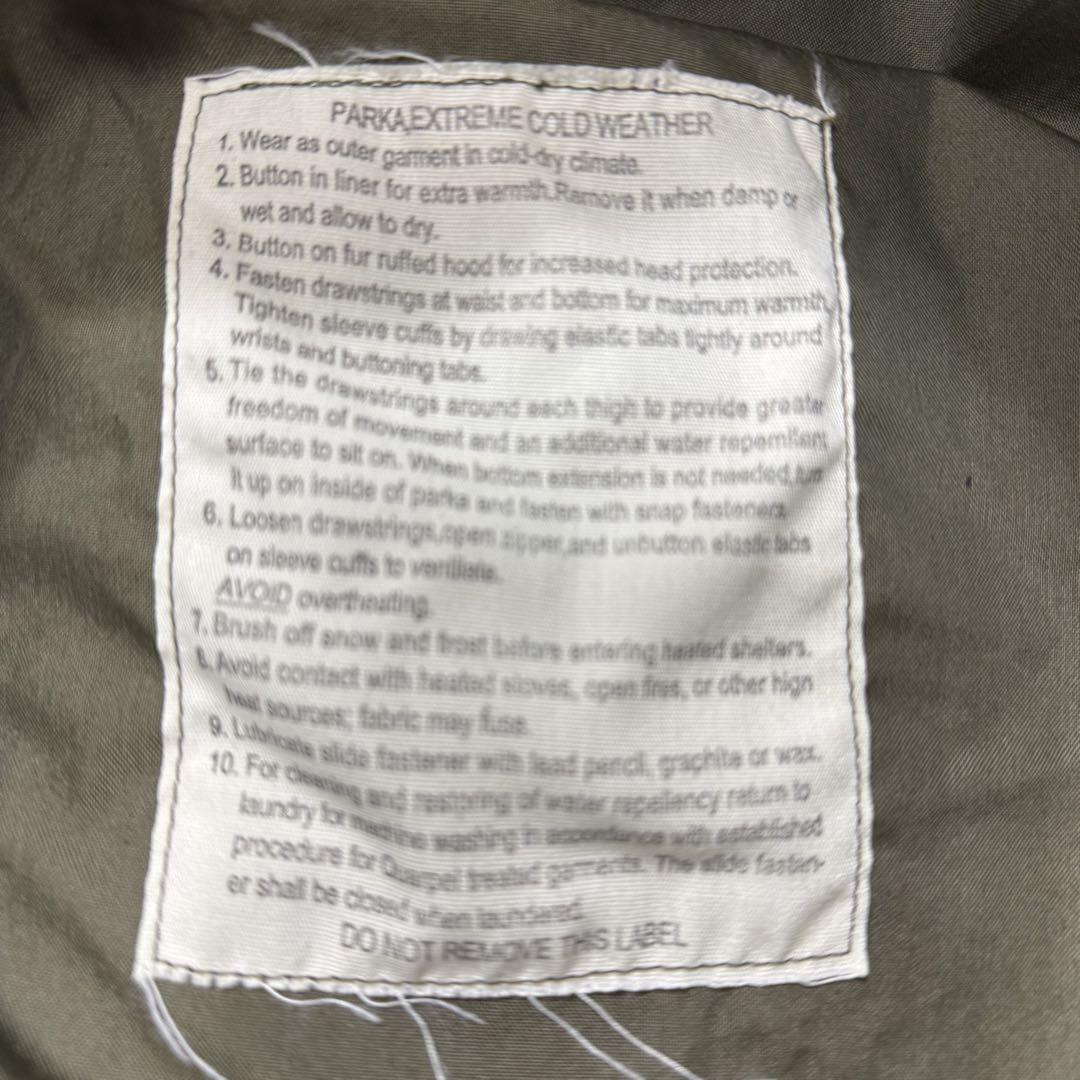 PARKA,EXTREME COLD WEATHER
1. Wear as outer garment in cold-dry climate.
2. Button in liner for extra warmth.Remove it when damp or
wet and allow to dry.
3. Button on fur ruffed hood for increased head protection.
4. Fasten drawstrings at waist and bottom for maximum warmth.
Tighten sleeve cuffs by drawing elastic tabs tightly around
wrists and buttoning tabs.
5. Tie the drawstrings around each thigh to provide greater
freedom of movement and an additional water
surface to sit on. When bottom extension is not needed,
it up on inside of parka and fasten with snap fasteners.
6. Loosen drawstrings,open zipper,and unbutton elastic tabs
on sleeve cuffs to
AVOID overtheating.
7. Brush off snow and frost before entering heated shelters.
8. Avoid contact with heated stoves, open fires, or other hign
heat sources; fabric may fuse.
9. Lubricate slide fastener with lead pencil, graphite or wax.
10. For cleaning and restoring of water repellency return to
laundry for machine washing in accordance with established
procedure for Quarpel treated garments. The slide fasten-
er shall be closed when laundered.
DO NOT REMOVE THIS LABEL